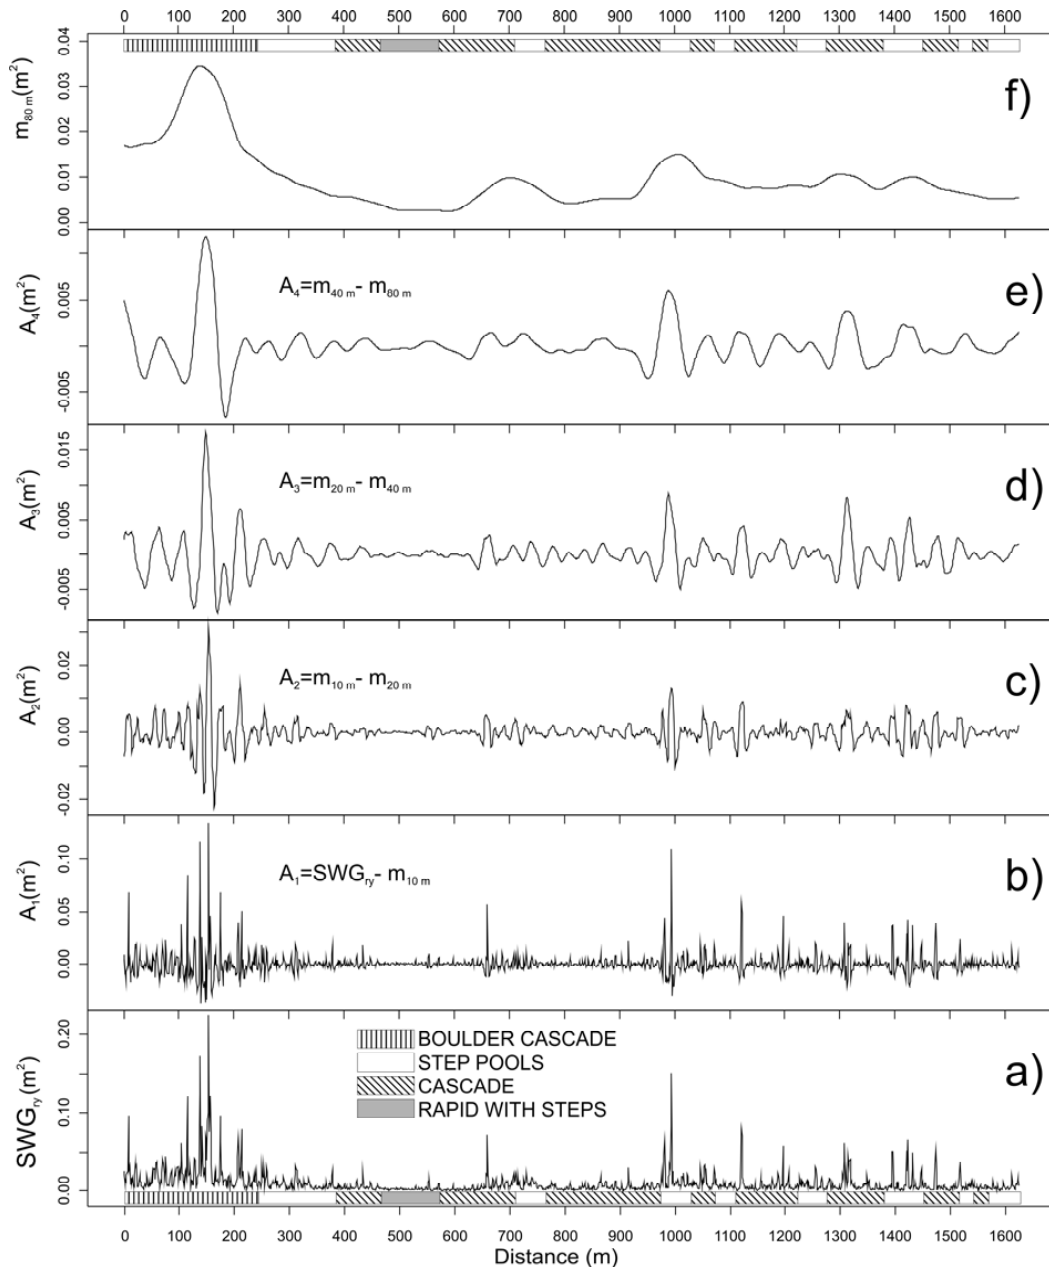 0 100 200 300 400 500 600 700 800 900 1000 1100 1200 1300 1400 1500 1600
m80 m(m²)
0.00 0.01 0.02 0.03 0.04
f)
A4(m²)
-0.005 0.005
A4=m40 m- m80 m
e)
A3(m²)
-0.005 0.005 0.015
A3=m20 m- m40 m
d)
A2(m²)
-0.02 0.00 0.02
A2=m10 m- m20 m
c)
A1(m²)
0.00 0.05 0.10
A1=SWGry- m10 m
b)
SWGry(m²)
0.00 0.10 0.20
BOULDER CASCADE
STEP POOLS
CASCADE
RAPID WITH STEPS
a)
0 100 200 300 400 500 600 700 800 900 1000 1100 1200 1300 1400 1500 1600
Distance (m)